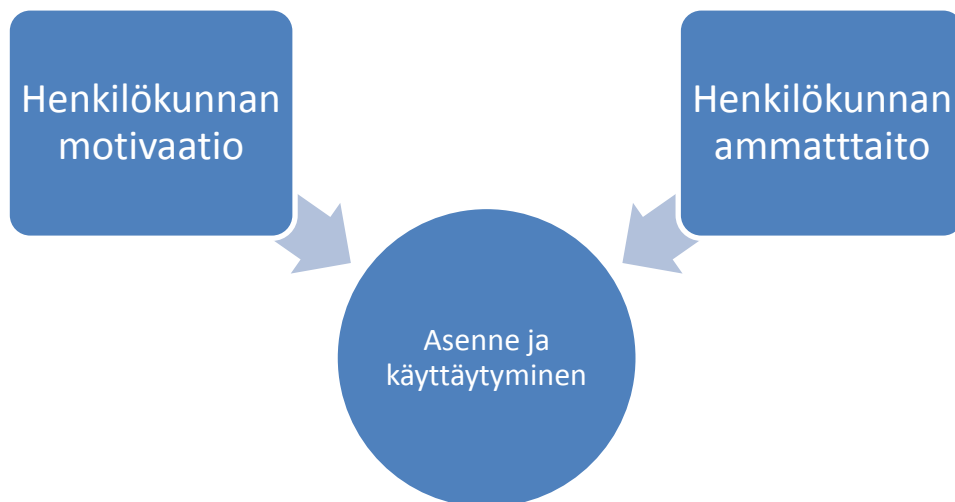 Henkilökunnan
motivaatio
Henkilökunnan
ammatttaito
Asenne ja
käyttäytyminen